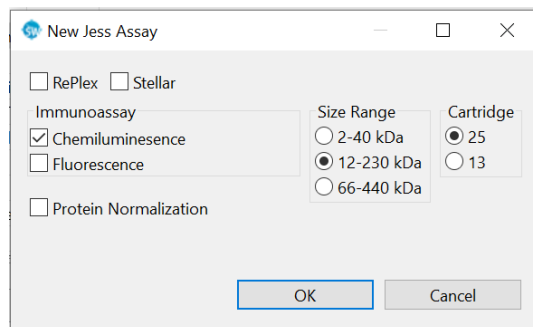 New Jess Assay
RePlex Stellar
Immunoassay Size Range Cartridge
Chemiluminesence 2-40 kDa 25
Fluorescence 12-230 kDa 13
66-440 kDa
Protein Normalization
OK Cancel